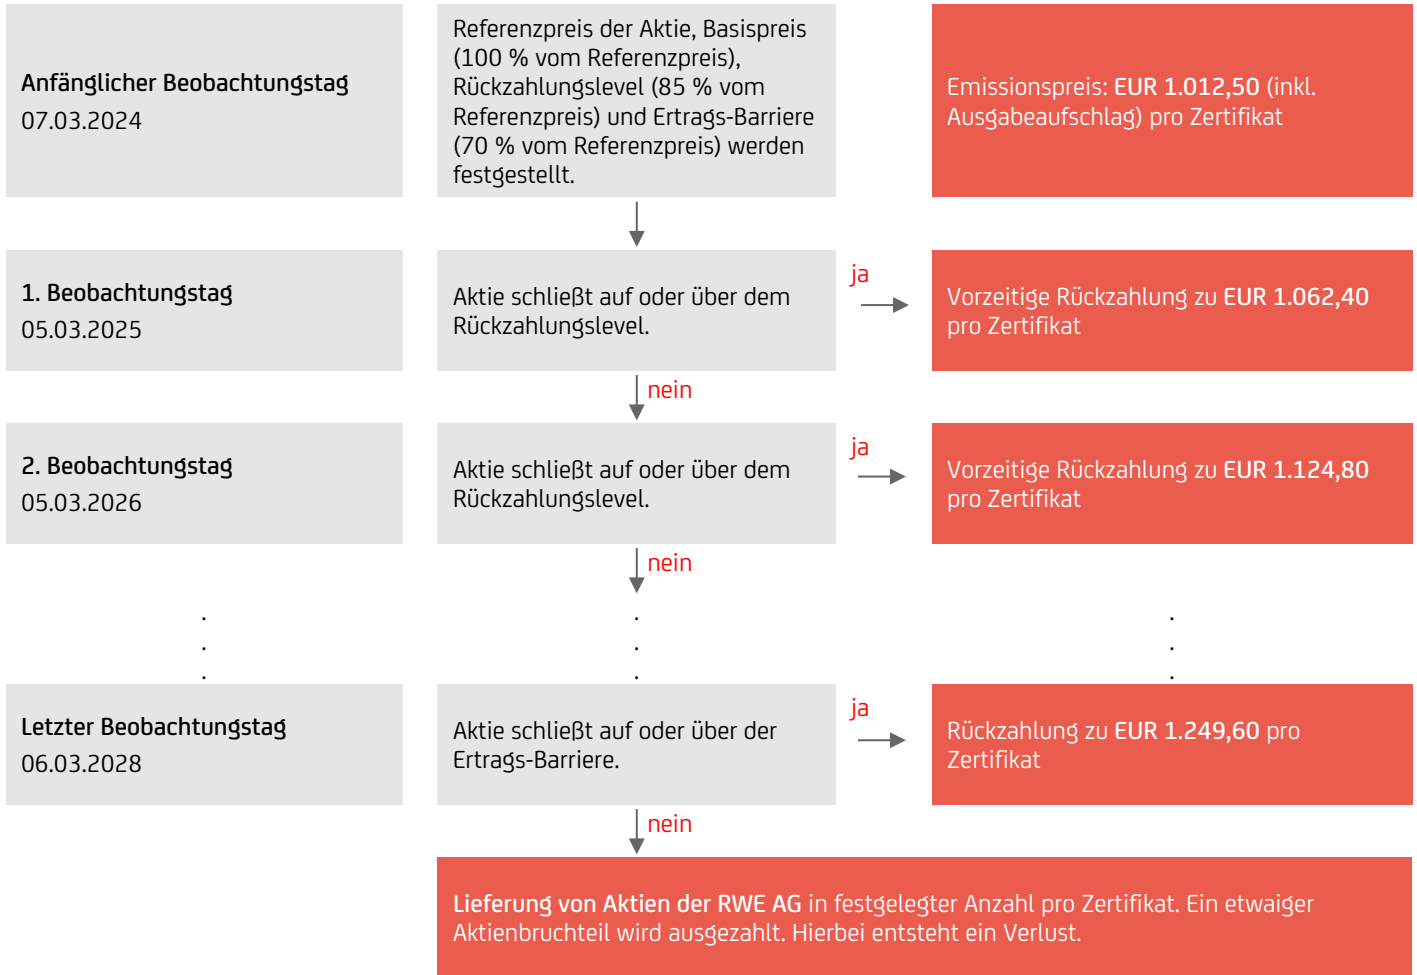 Anfänglicher Beobachtungstag
07.03.2024
Referenzpreis der Aktie, Basispreis
(100 % vom Referenzpreis),
Rückzahlungslevel (85 % vom
Referenzpreis) und Ertrags-Barriere
(70 % vom Referenzpreis) werden
festgestellt.
Emissionspreis: EUR 1.012,50 (inkl.
Ausgabeaufschlag) pro Zertifikat
1. Beobachtungstag
05.03.2025
Aktie schließt auf oder über dem
Rückzahlungslevel.
ja
Vorzeitige Rückzahlung zu EUR 1.062,40
pro Zertifikat
nein
2. Beobachtungstag
05.03.2026
Aktie schließt auf oder über dem
Rückzahlungslevel.
ja
Vorzeitige Rückzahlung zu EUR 1.124,80
pro Zertifikat
nein
. . .
. . .
. . .
Letzter Beobachtungstag
06.03.2028
Aktie schließt auf oder über der
Ertrags-Barriere.
ja
Rückzahlung zu EUR 1.249,60 pro
Zertifikat
nein
Lieferung von Aktien der RWE AG in festgelegter Anzahl pro Zertifikat. Ein etwaiger
Aktienbruchteil wird ausgezahlt. Hierbei entsteht ein Verlust.